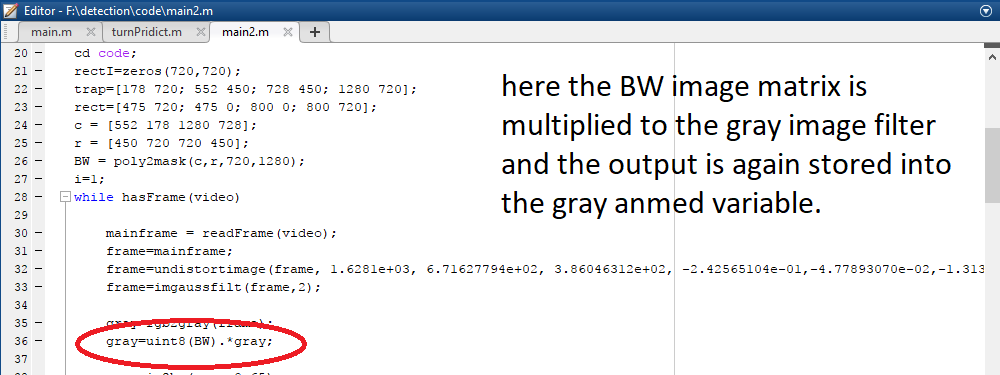 Editor - F:\detection\code\main2.m
main.m turnPridict.m main2.m
20 cd code;
21 rectI=zeros(720,720);
22 trap=[178 720; 552 450; 728 450; 1280 720];
23 rect=[475 720; 475 0; 800 0; 800 720];
24 c = [552 178 1280 728];
25 r = [450 720 720 450];
26 BW = poly2mask(c,r,720,1280);
27 i=1;
28 while hasFrame(video)
29
30 mainframe = readFrame(video);
31 frame=mainframe;
32 frame=undistortimage(frame, 1.6281e+03, 6.71627794e+02, 3.86046312e+02, -2.42565104e-01,-4.77893070e-02,-1.313
33 frame=imgaussfilt(frame,2);
34
35 gray=rgb2gray(frame);
36 gray=uint8(BW).*gray;
37
here the BW image matrix is
multiplied to the gray image filter
and the output is again stored into
the gray anmed variable.